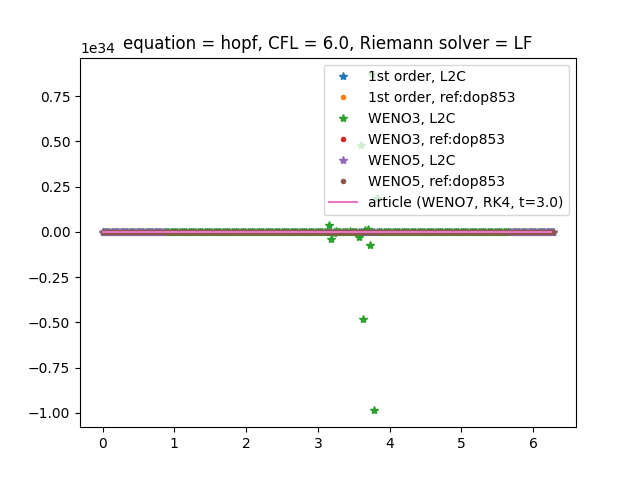 equation = hopf, CFL = 6.0, Riemann solver = LF
1e34
1st order, L2C
1st order, ref:dop853
WENO3, L2C
WENO3, ref:dop853
WENO5, L2C
WENO5, ref:dop853
article (WENO7, RK4, t=3.0)
0.75
0.50
0.25
0.00
−0.25
−0.50
−0.75
−1.00
0 1 2 3 4 5 6